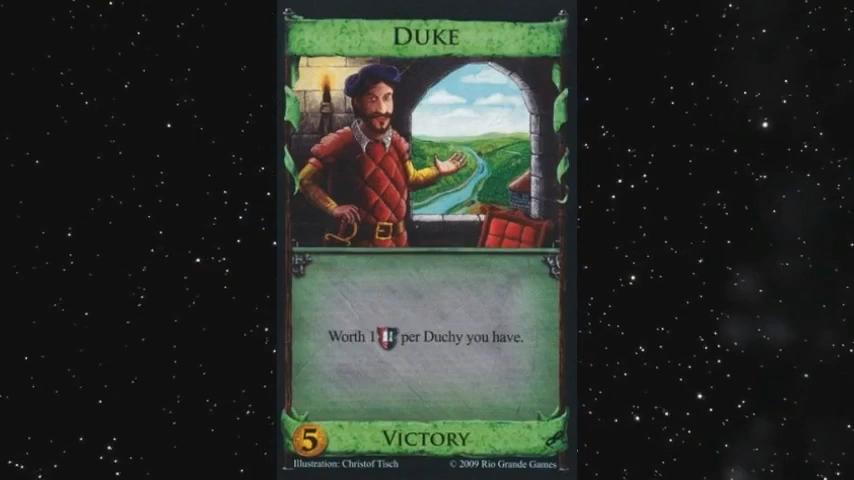 DUKE
Worth 1 per Duchy you have.
5 VICTORY
Illustration: Christof Tisch © 2009 Rio Grande Games